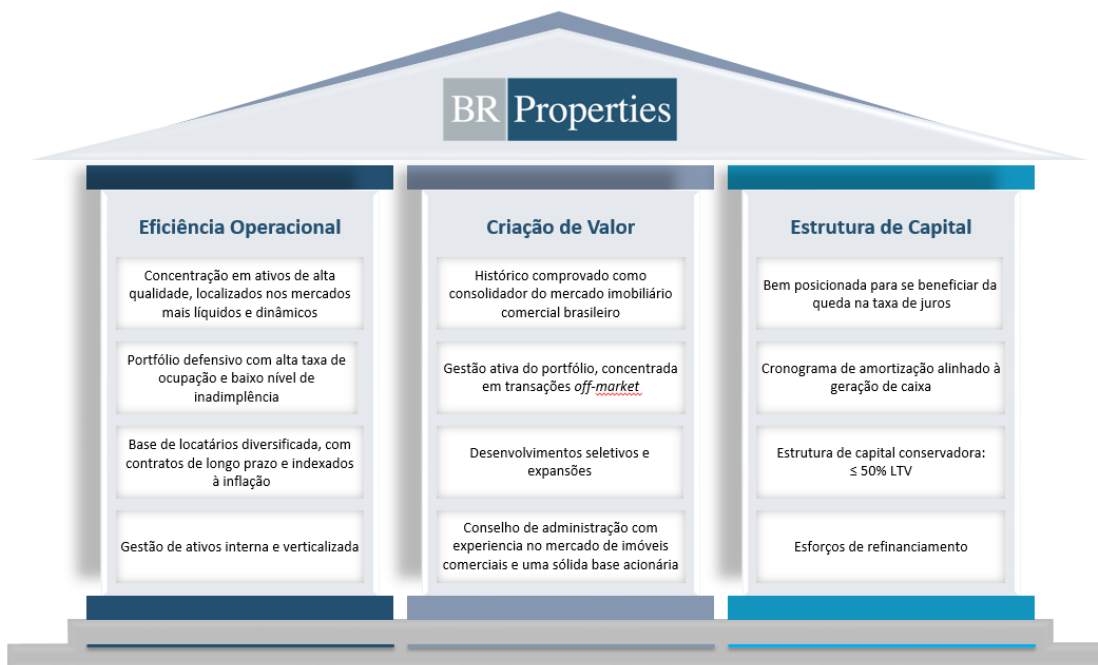 BR Properties
Eficiência Operacional
Concentração em ativos de alta
qualidade, localizados nos mercados
mais líquidos e dinâmicos
Portfólio defensivo com alta taxa de
ocupação e baixo nível de
inadimplência
Base de locatários diversificada, com
contratos de longo prazo e indexados
à inflação
Gestão de ativos interna e verticalizada
Criação de Valor
Histórico comprovado como
consolidador do mercado imobiliário
comercial brasileiro
Gestão ativa do portfólio, concentrada
em transações off-market
Desenvolvimentos seletivos e
expansões
Conselho de administração com
experiencia no mercado de imóveis
comerciais e uma sólida base acionária
Estrutura de Capital
Bem posicionada para se beneficiar da
queda na taxa de juros
Cronograma de amortização alinhado à
geração de caixa
Estrutura de capital conservadora:
≤ 50% LTV
Esforços de refinanciamento